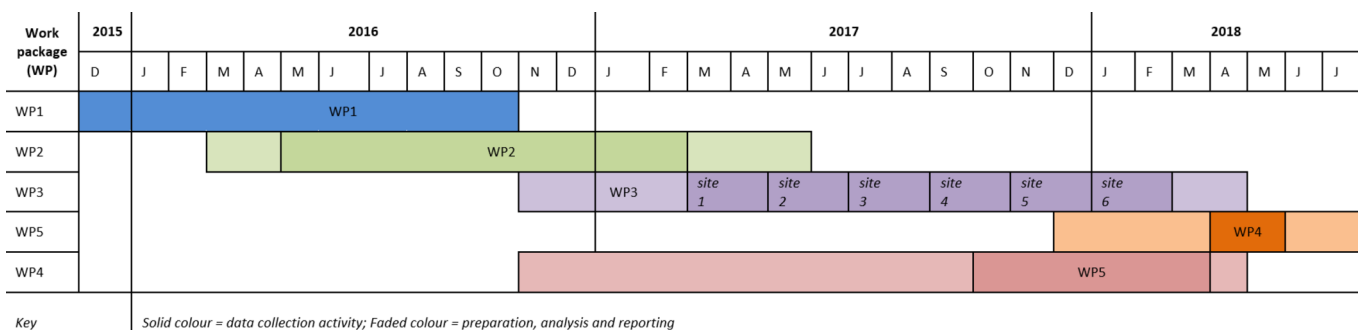 Work package (WP) 2015 2016 2017 2018
D J F M A M J J A S O N D J F M A M J J A S O N D J F M A M J J
WP1 WP1
WP2 WP2
WP3 WP3 site 1 site 2 site 3 site 4 site 5 site 6
WP5 WP4
WP4 WP5
Key Solid colour = data collection activity; Faded colour = preparation, analysis and reporting